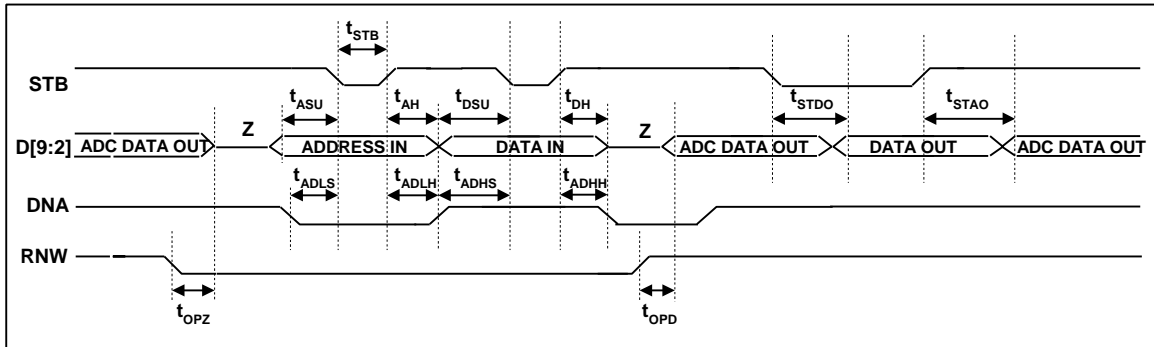 tSTB
STB
tASU tAH tDSU tDH tSTDO tSTAO
D[9:2] ADC DATA OUT Z ADDRESS IN DATA IN Z ADC DATA OUT DATA OUT ADC DATA OUT
tADLS tADLH tADHS tADHH
DNA
RNW
tOPZ tOPD